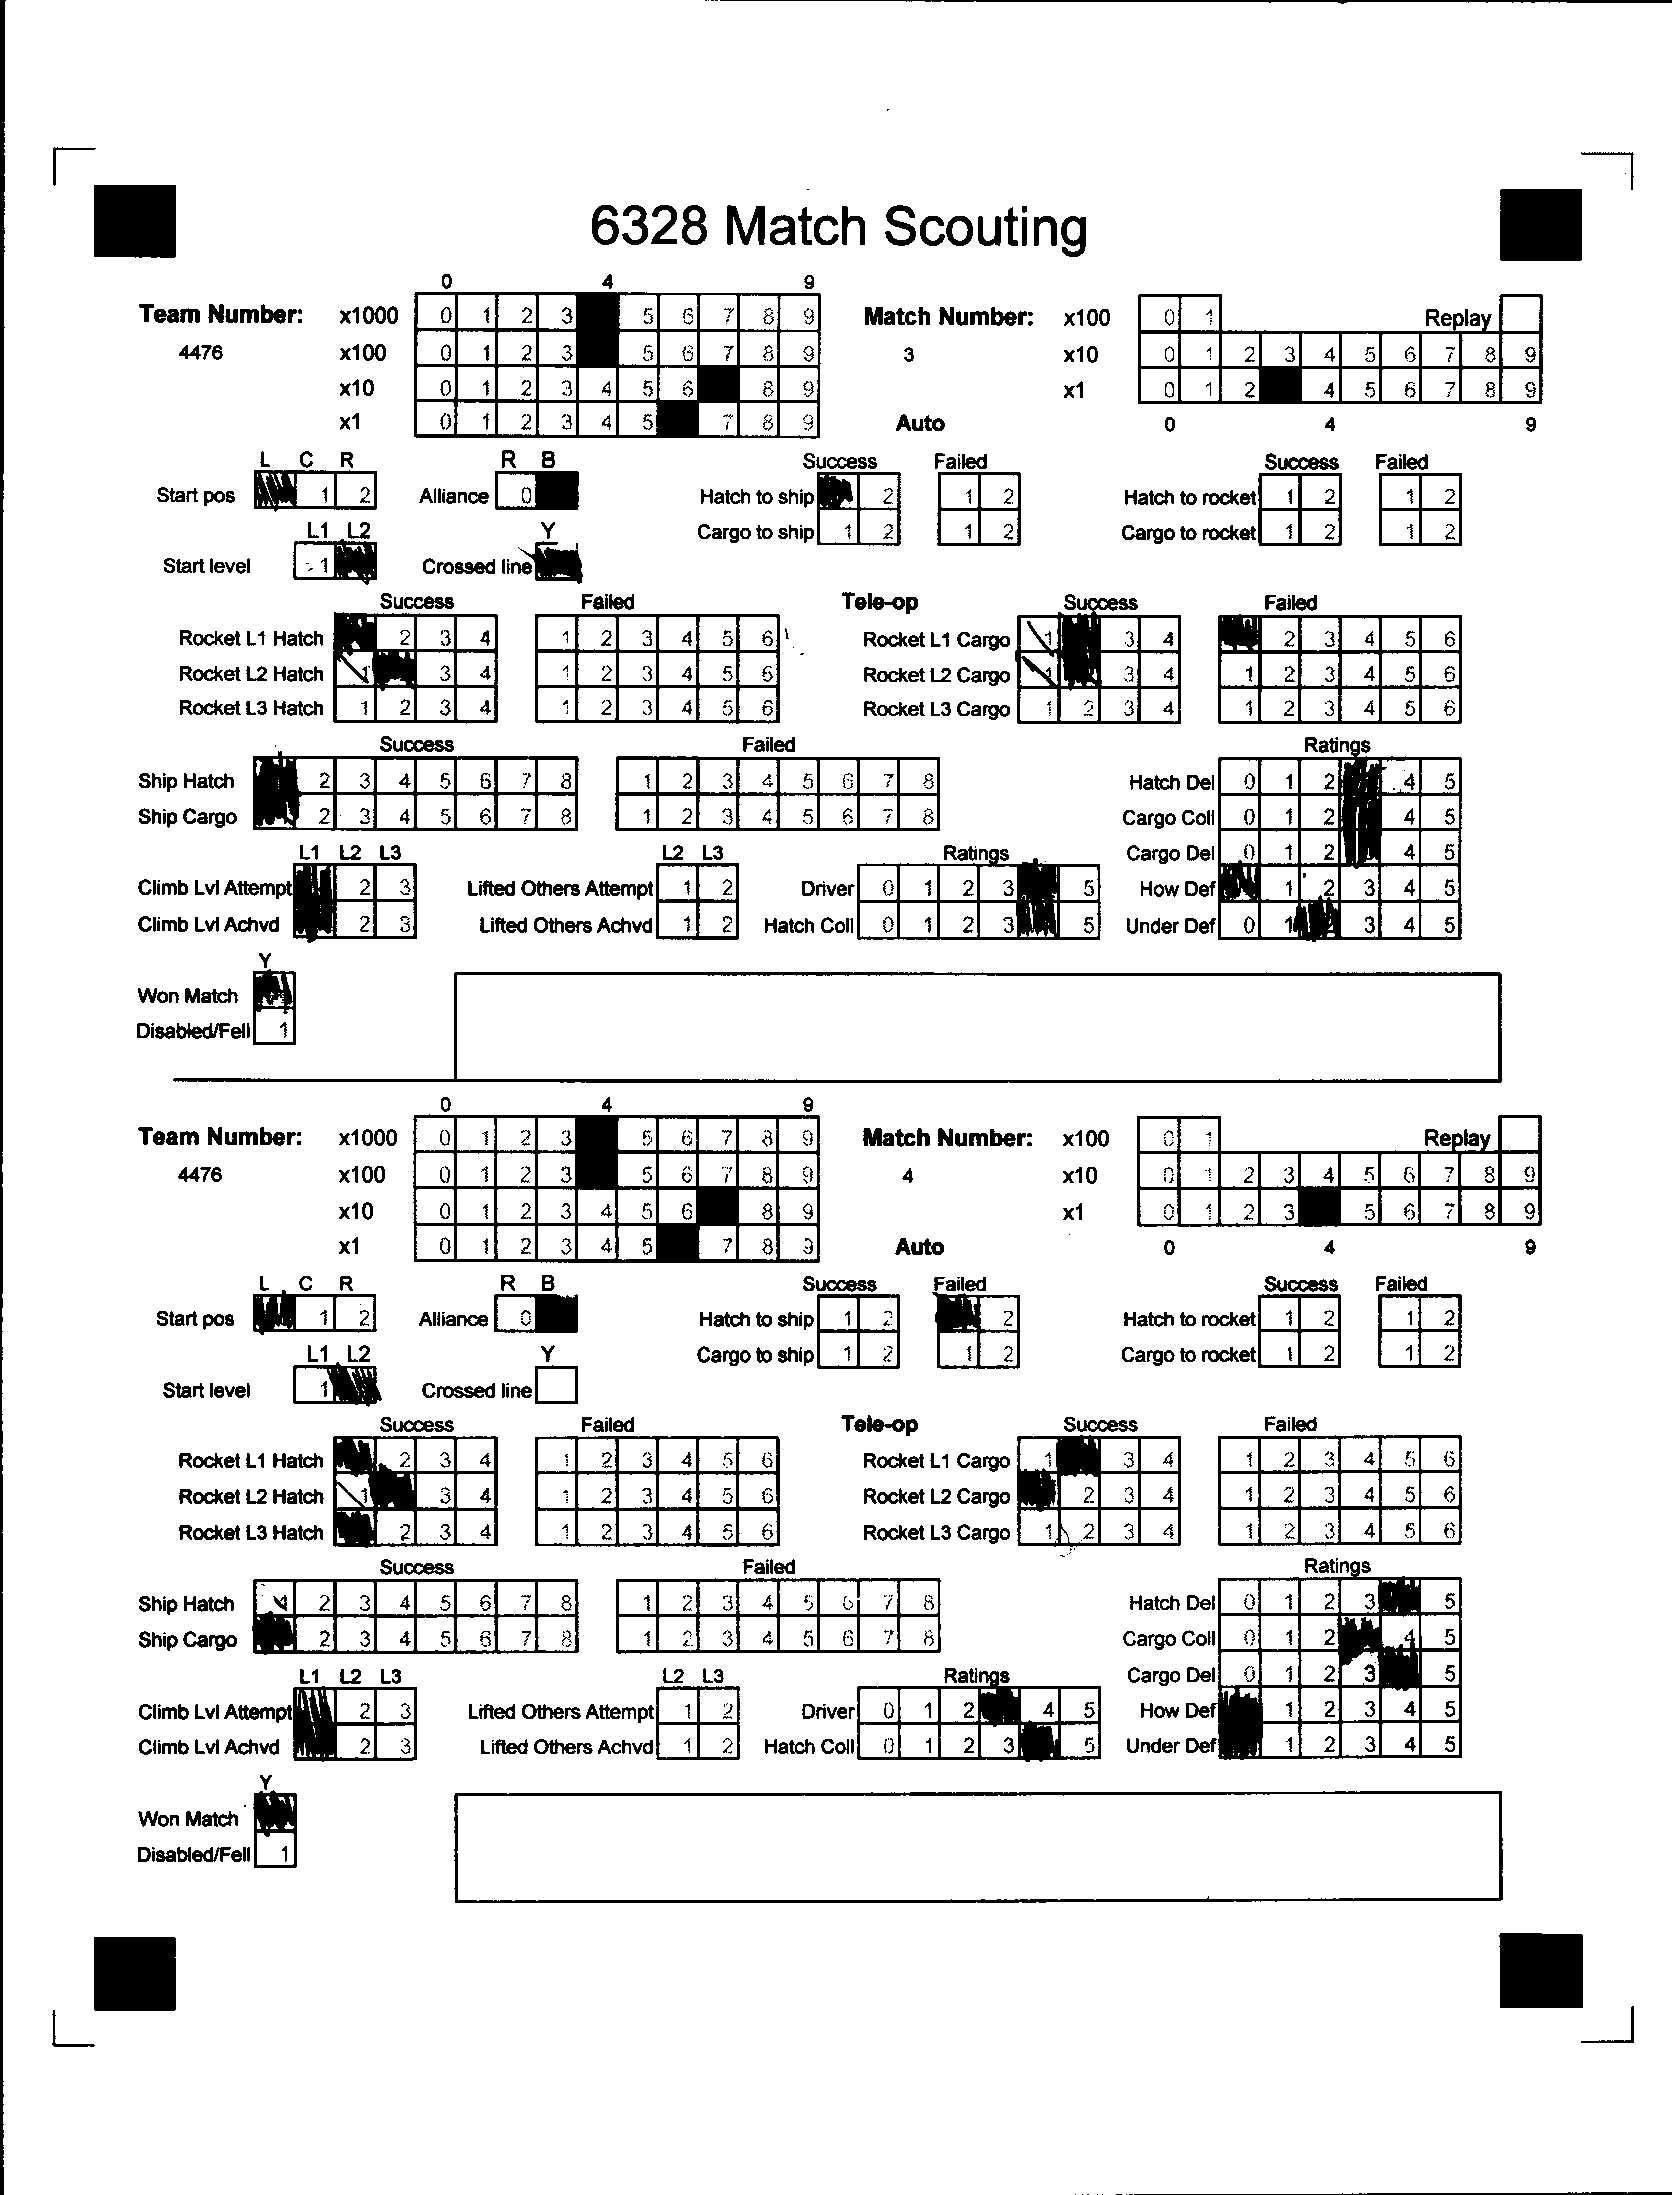 6328 Match Scouting
0 4 9
Team Number: x1000 0 1 2 3 5 6 7 8 9 Match Number: x100 0 1 Replay
4476 x100 0 1 2 3 5 6 7 8 9 3 x10 0 1 2 3 4 5 6 7 8 9
x10 0 1 2 3 4 5 6 8 9 x1 0 1 2 4 5 6 7 8 9
x1 0 1 2 3 4 5 7 8 9 Auto 0 4 9
L C R R B Success Failed Success Failed
Start pos 1 2 Alliance 0 Hatch to ship 2 1 2 Hatch to rocket 1 2 1 2
L1 L2 Y Cargo to ship 1 2 1 2 Cargo to rocket 1 2 1 2
Start level 1 Crossed line
Success Failed Tele-op Success Failed
Rocket L1 Hatch 2 3 4 1 2 3 4 5 6 Rocket L1 Cargo 1 3 4 2 3 4 5 6
Rocket L2 Hatch 1 3 4 1 2 3 4 5 6 Rocket L2 Cargo 1 3 4 1 2 3 4 5 6
Rocket L3 Hatch 1 2 3 4 1 2 3 4 5 6 Rocket L3 Cargo 1 2 3 4 1 2 3 4 5 6
Success Failed Ratings
Ship Hatch 2 3 4 5 6 7 8 1 2 3 4 5 6 7 8 Hatch Del 0 1 2 4 5
Ship Cargo 2 3 4 5 6 7 8 1 2 3 4 5 6 7 8 Cargo Coll 0 1 2 4 5
L1 L2 L3 L2 L3 Ratings Cargo Del 0 1 2 4 5
Climb Lvl Attempt 2 3 Lifted Others Attempt 1 2 Driver 0 1 2 3 5 How Def 1 2 3 4 5
Climb Lvl Achvd 2 3 Lifted Others Achvd 1 2 Hatch Coll 0 1 2 3 5 Under Def 0 1 3 4 5
Y
Won Match
Disabled/Fell 1
0 4 9
Team Number: x1000 0 1 2 3 5 6 7 8 9 Match Number: x100 0 1 Replay
4476 x100 0 1 2 3 5 6 7 8 9 4 x10 0 1 2 3 4 5 6 7 8 9
x10 0 1 2 3 4 5 6 8 9 x1 0 1 2 3 5 6 7 8 9
x1 0 1 2 3 4 5 7 8 9 Auto 0 4 9
L C R R B Success Failed Success Failed
Start pos 1 2 Alliance 0 Hatch to ship 1 2 2 Hatch to rocket 1 2 1 2
L1 L2 Y Cargo to ship 1 2 1 2 Cargo to rocket 1 2 1 2
Start level 1 Crossed line
Success Failed Tele-op Success Failed
Rocket L1 Hatch 2 3 4 1 2 3 4 5 6 Rocket L1 Cargo 1 3 4 1 2 3 4 5 6
Rocket L2 Hatch 1 3 4 1 2 3 4 5 6 Rocket L2 Cargo 2 3 4 1 2 3 4 5 6
Rocket L3 Hatch 2 3 4 1 2 3 4 5 6 Rocket L3 Cargo 1 2 3 4 1 2 3 4 5 6
Success Failed Ratings
Ship Hatch 2 3 4 5 6 7 8 1 2 3 4 5 6 7 8 Hatch Del 0 1 2 3 5
Ship Cargo 2 3 4 5 6 7 8 1 2 3 4 5 6 7 8 Cargo Coll 0 1 2 4 5
L1 L2 L3 L2 L3 Ratings Cargo Del 0 1 2 3 5
Climb Lvl Attempt 2 3 Lifted Others Attempt 1 2 Driver 0 1 2 4 5 How Def 1 2 3 4 5
Climb Lvl Achvd 2 3 Lifted Others Achvd 1 2 Hatch Coll 0 1 2 3 5 Under Def 1 2 3 4 5
Y
Won Match
Disabled/Fell 1